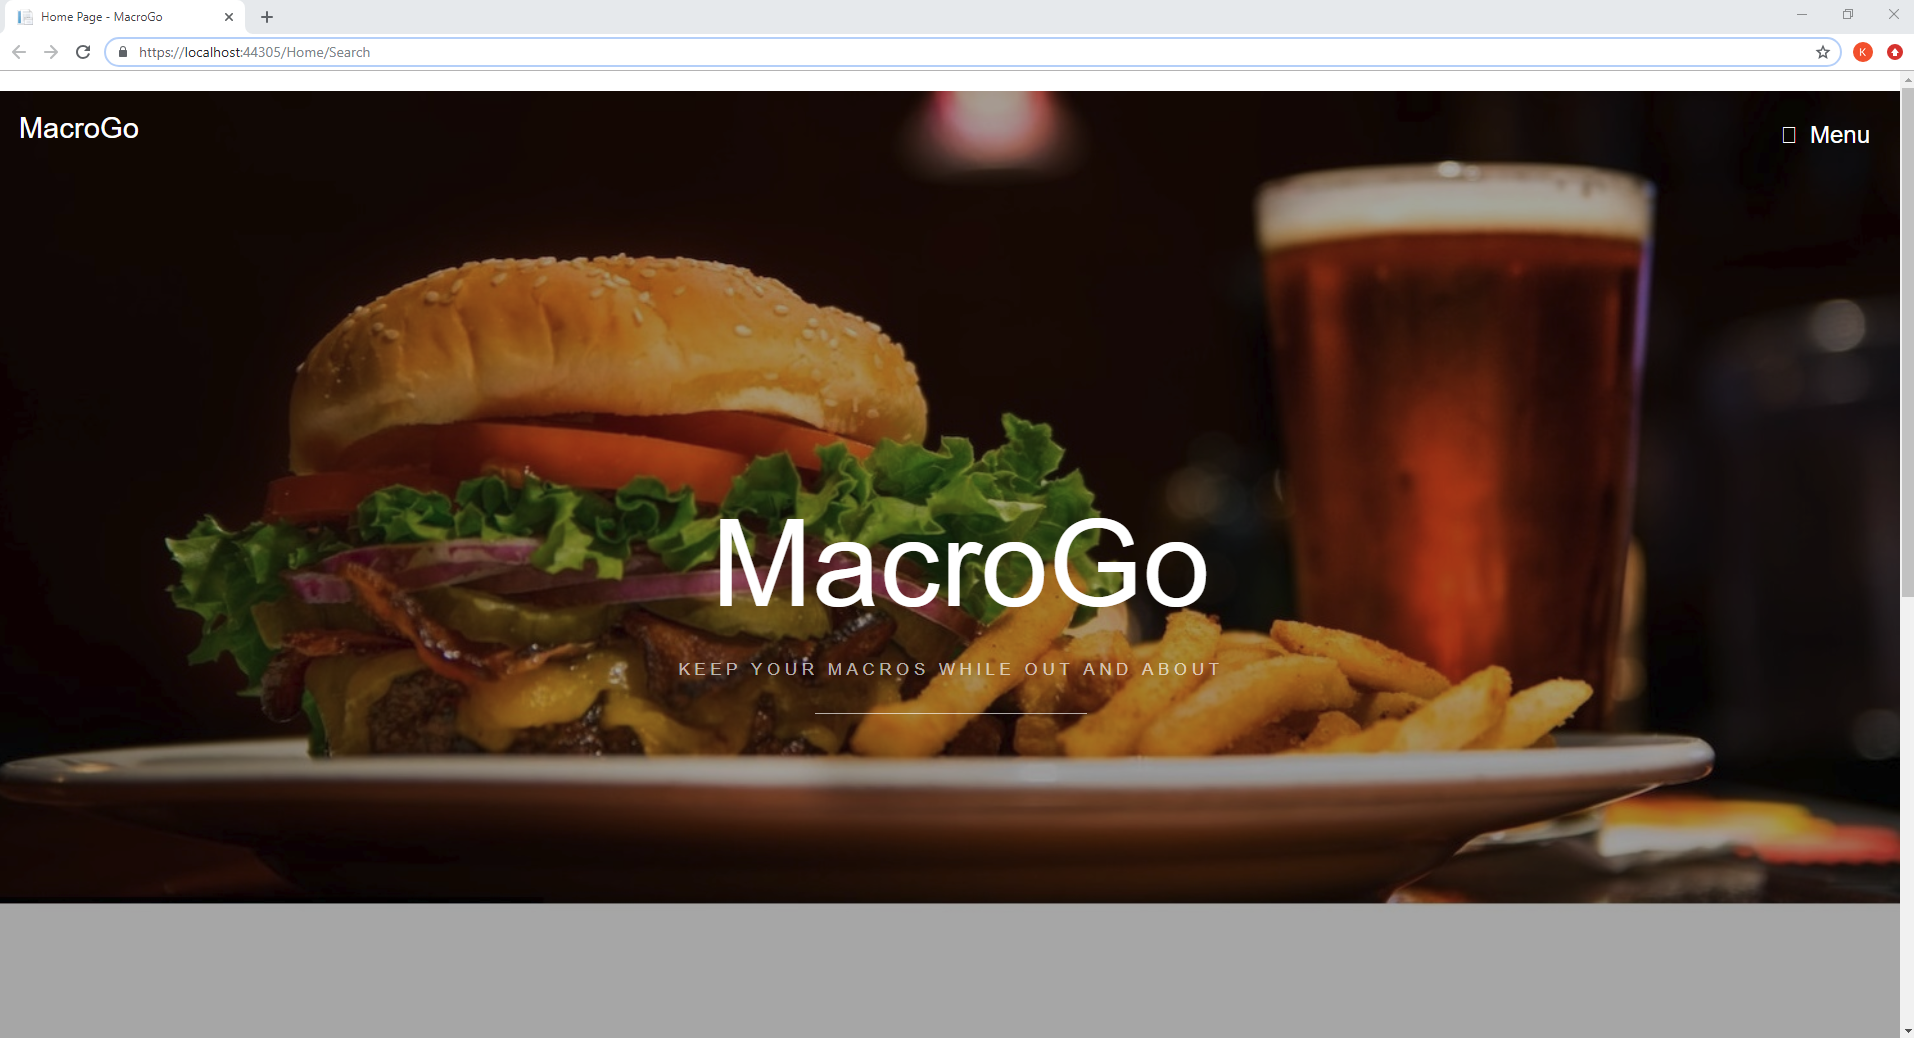 Home Page - MacroGo
https://localhost:44305/Home/Search
K
MacroGo
Menu
MacroGo
KEEP YOUR MACROS WHILE OUT AND ABOUT